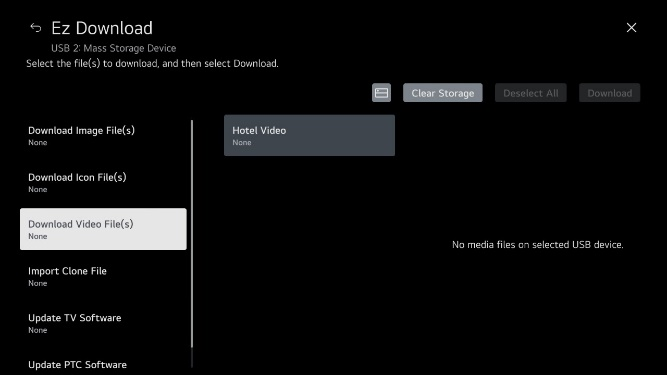 Ez Download
USB 2: Mass Storage Device
Select the file(s) to download, and then select Download.
Clear Storage
Deselect All
Download
Download Image File(s)
None
Download Icon File(s)
None
Download Video File(s)
None
Import Clone File
None
Update TV Software
None
Update PTC Software
Hotel Video
None
No media files on selected USB device.